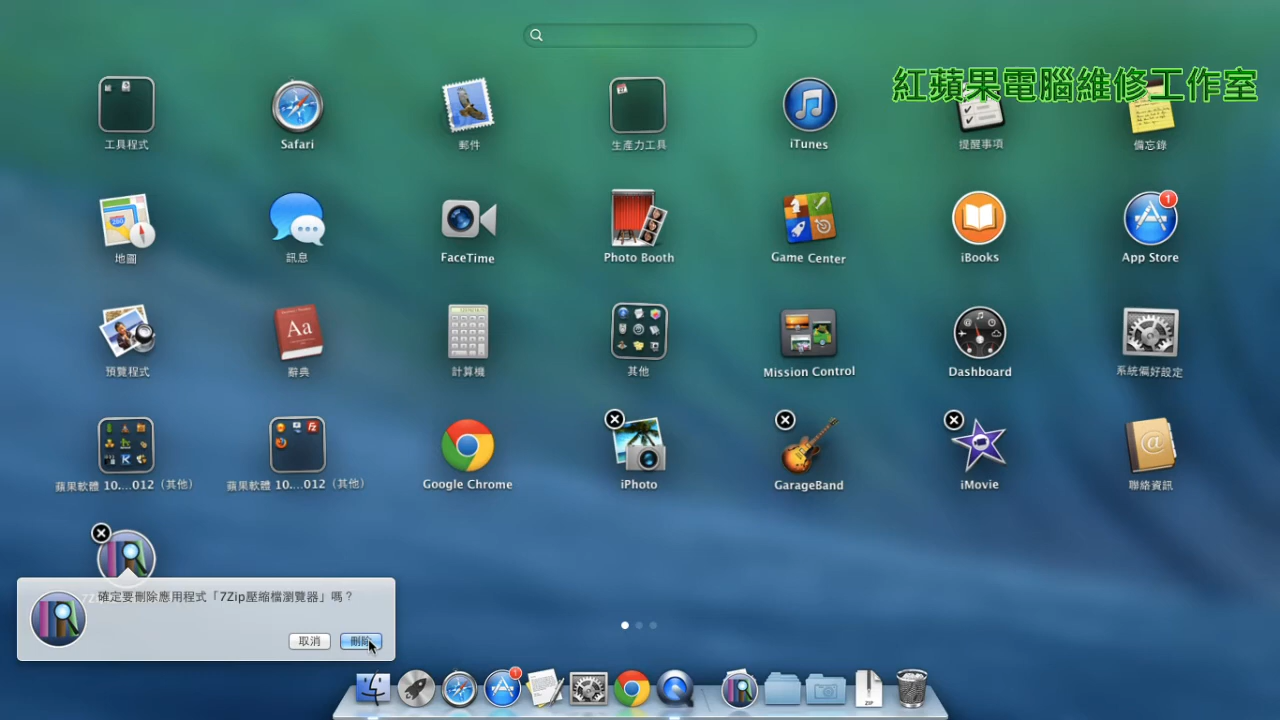 紅蘋果電腦維修工作室
工具程式
Safari
郵件
生產力工具
iTunes
提醒事項
備忘錄
地圖
訊息
FaceTime
Photo Booth
Game Center
iBooks
1
App Store
預覽程式
Aa
辭典
計算機
其他
Mission Control
Dashboard
系統偏好設定
蘋果軟體 10....012（其他）
蘋果軟體 10....012（其他）
Google Chrome
iPhoto
GarageBand
iMovie
聯絡資訊
確定要刪除應用程式「7Zip壓縮檔瀏覽器」嗎？
取消
刪除
1
ZIP